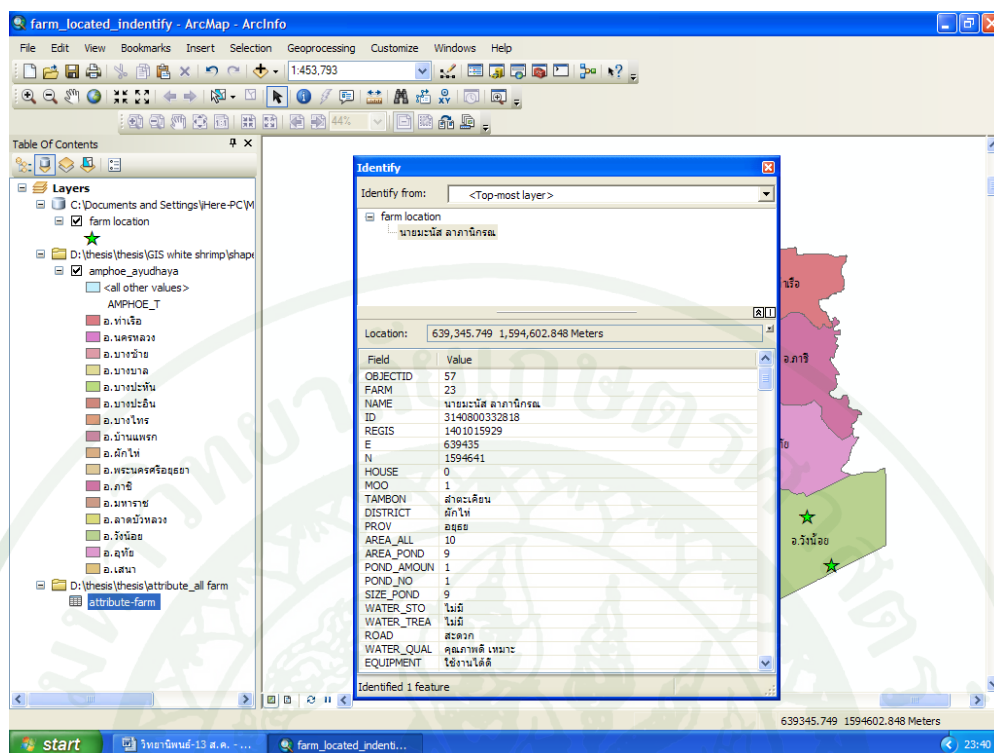 farm_located_indentify - ArcMap - ArcInfo
File Edit View Bookmarks Insert Selection Geoprocessing Customize Windows Help
1:453,793
44%
Table Of Contents
Layers
C:\Documents and Settings\iHere-PC\M
farm location
D:\thesis\thesis\GIS white shrimp\shape
amphoe_ayudhaya
<all other values>
AMPHOE_T
อ.ท่าเรือ
อ.นครหลวง
อ.บางซ้าย
อ.บางบาล
อ.บางปะหัน
อ.บางปะอิน
อ.บางไทร
อ.บ้านแพรก
อ.ผักไห่
อ.พระนครศรีอยุธยา
อ.ภาชี
อ.มหาราช
อ.ลาดบัวหลวง
อ.วังน้อย
อ.อุทัย
อ.เสนา
D:\thesis\thesis\attribute_all farm
attribute-farm
Identify
Identify from: <Top-most layer>
farm location
นายมะนัส ลาภานิกรณ
Location: 639,345.749 1,594,602.848 Meters
Field Value
OBJECTID 57
FARM 23
NAME นายมะนัส ลาภานิกรณ
ID 3140800332818
REGIS 1401015929
E 639435
N 1594641
HOUSE 0
MOO 1
TAMBON ลำตะเคียน
DISTRICT ผักไห่
PROV อยุธย
AREA_ALL 10
AREA_POND 9
POND_AMOUN 1
POND_NO 1
SIZE_POND 9
WATER_STO ไม่มี
WATER_TREA ไม่มี
ROAD สะดวก
WATER_QUAL คุณภาพดี เหมาะ
EQUIPMENT ใช้งานได้ดี
Identified 1 feature
าเรือ
อ.ภาชี
ัย
อ.วังน้อย
639345.749 1594602.848 Meters
start
วิทยานิพนธ์-13 ส.ค. - ...
farm_located_indenti...
23:40